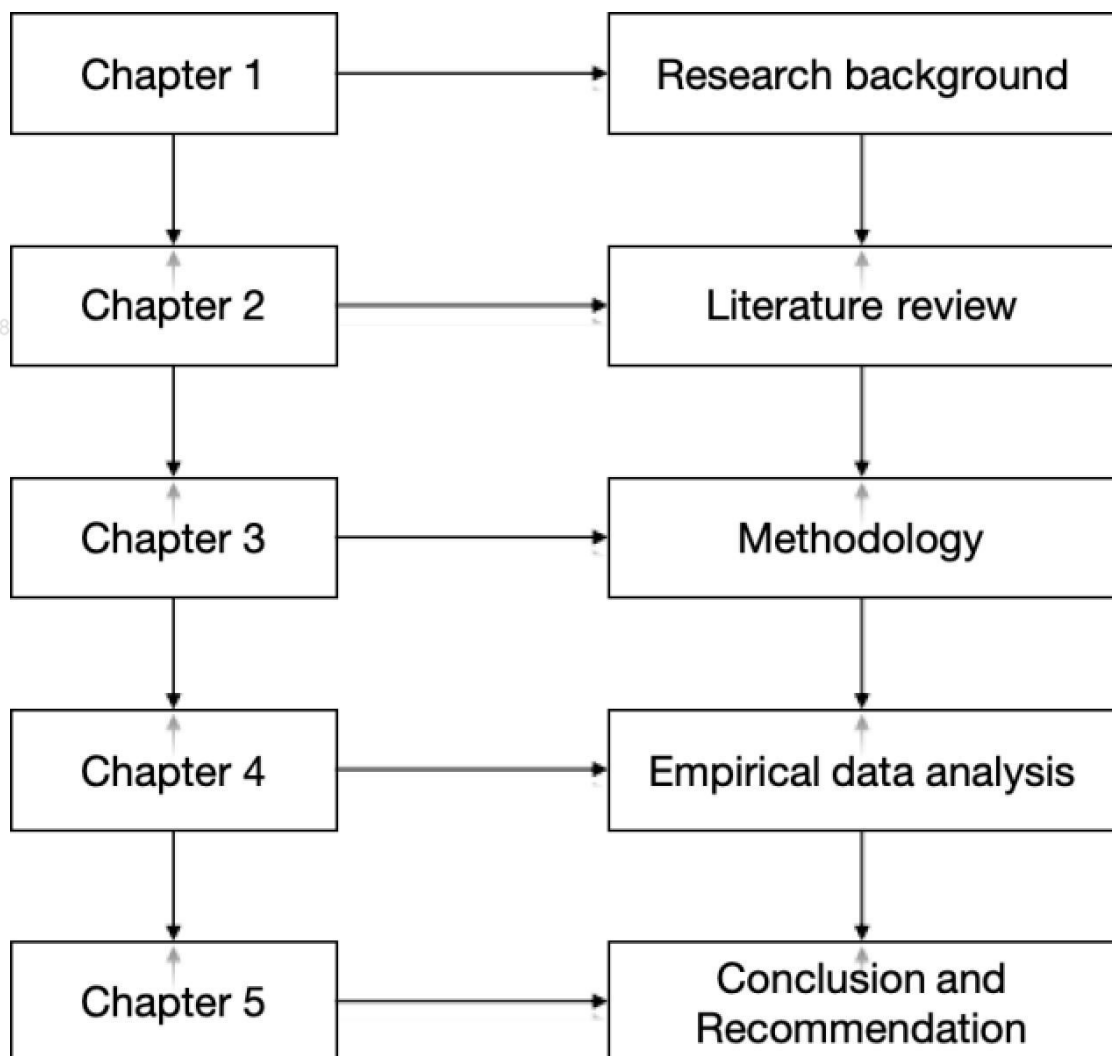 Chapter 1
Research background
Chapter 2
Literature review
8
Chapter 3
Methodology
Chapter 4
Empirical data analysis
Chapter 5
Conclusion and
Recommendation